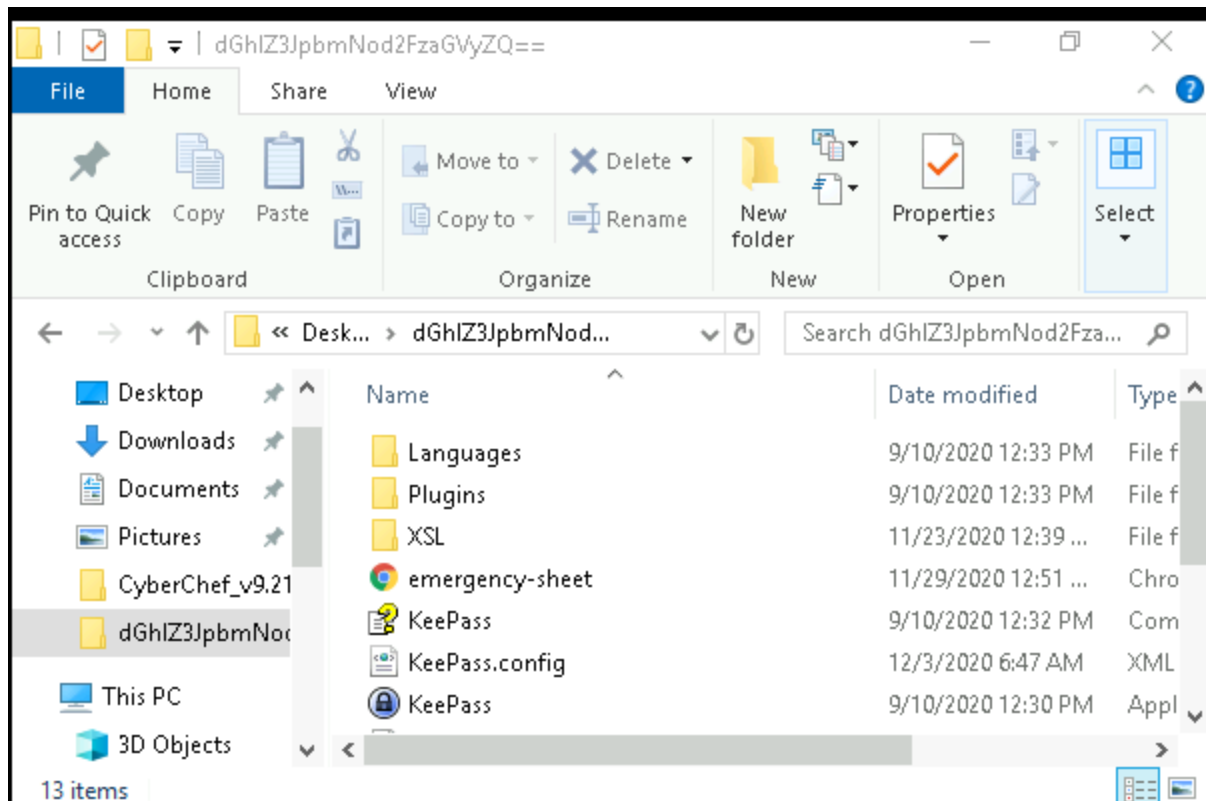 dGhlZ3JpbmNod2FzaGVyZQ==
File Home Share View
Pin to Quick access
Copy
Paste
Move to
Copy to
Delete
Rename
New folder
Properties
Select
Clipboard Organize New Open
« Desk... › dGhlZ3JpbmNod...
Search dGhlZ3JpbmNod2Fza...
Desktop
Downloads
Documents
Pictures
CyberChef_v9.21
dGhlZ3JpbmNod
This PC
3D Objects
Name Date modified Type
Languages 9/10/2020 12:33 PM File f
Plugins 9/10/2020 12:33 PM File f
XSL 11/23/2020 12:39 ... File f
emergency-sheet 11/29/2020 12:51 ... Chro
KeePass 9/10/2020 12:32 PM Com
KeePass.config 12/3/2020 6:47 AM XML
KeePass 9/10/2020 12:30 PM Appl
13 items